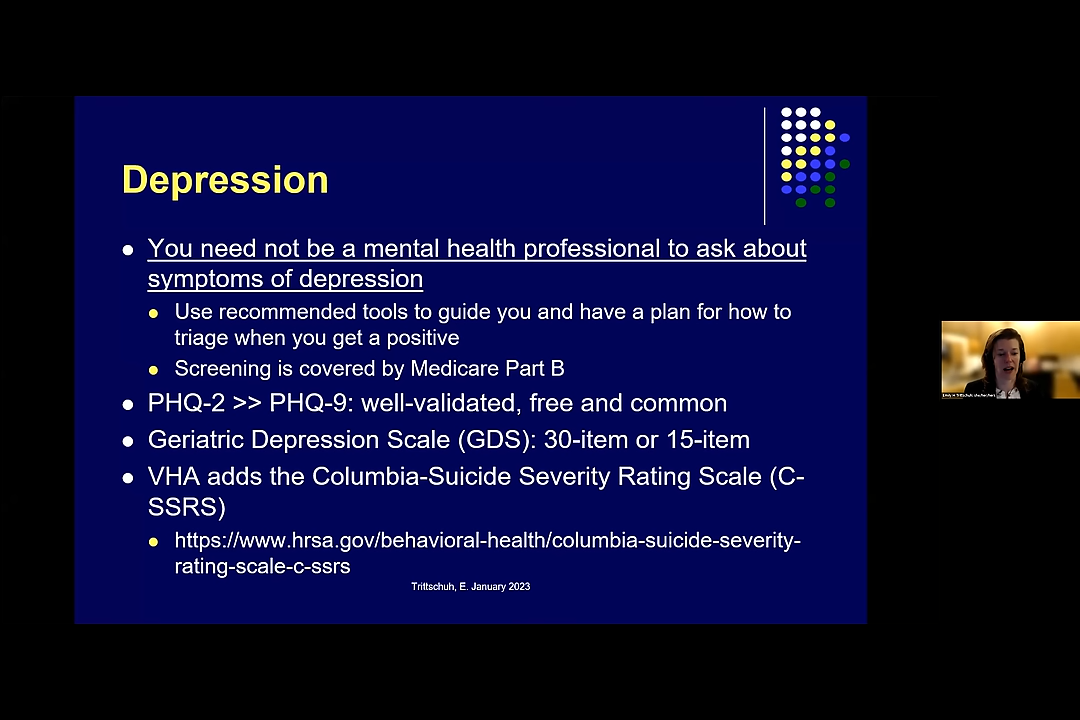 Depression
You need not be a mental health professional to ask about
symptoms of depression
Use recommended tools to guide you and have a plan for how to
triage when you get a positive
Screening is covered by Medicare Part B
PHQ-2 >> PHQ-9: well-validated, free and common
Geriatric Depression Scale (GDS): 30-item or 15-item
VHA adds the Columbia-Suicide Severity Rating Scale (C-
SSRS)
https://www.hrsa.gov/behavioral-health/columbia-suicide-severity-
rating-scale-c-ssrs
Trittschuh, E. January 2023